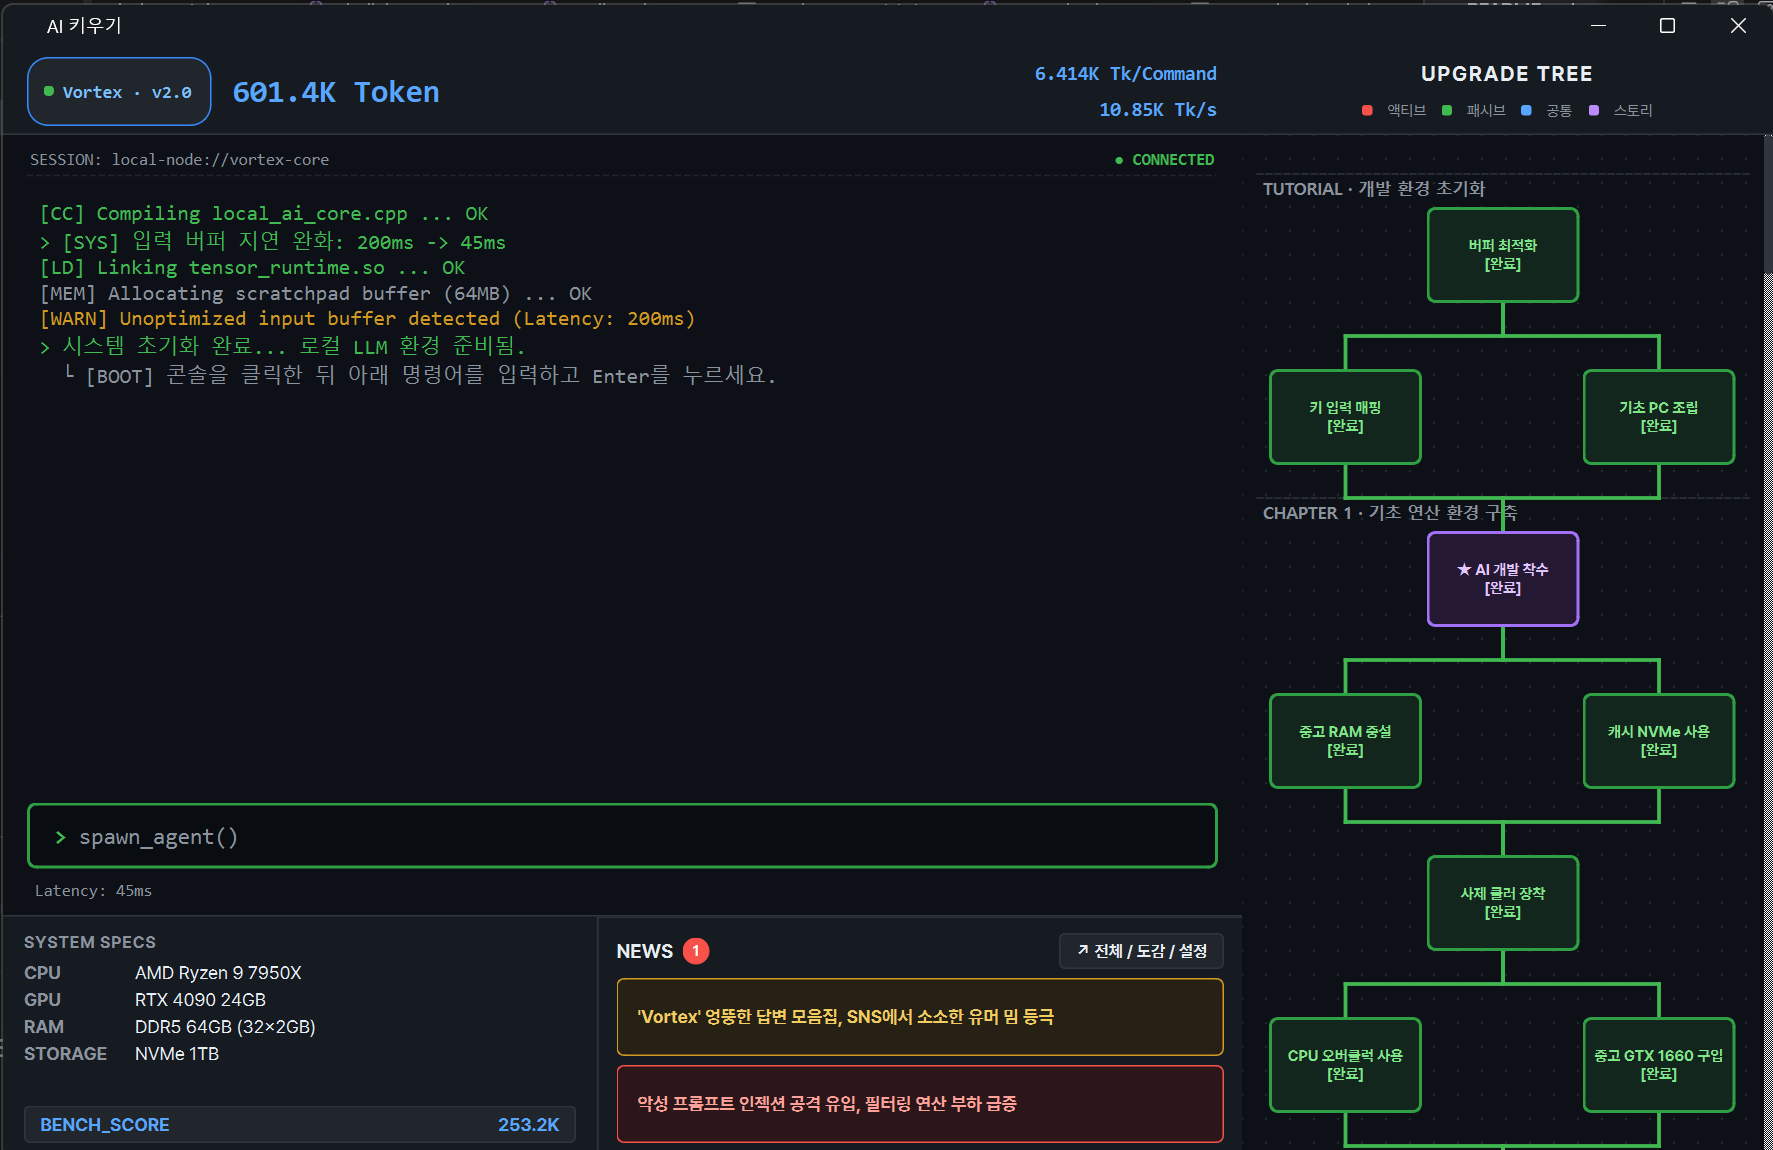 AI 키우기
Vortex · v2.0
601.4K Token
6.414K Tk/Command
10.85K Tk/s
UPGRADE TREE
액티브 패시브 공통 스토리
SESSION: local-node://vortex-core
CONNECTED
[CC] Compiling local_ai_core.cpp ... OK
> [SYS] 입력 버퍼 지연 완화: 200ms -> 45ms
[LD] Linking tensor_runtime.so ... OK
[MEM] Allocating scratchpad buffer (64MB) ... OK
[WARN] Unoptimized input buffer detected (Latency: 200ms)
> 시스템 초기화 완료... 로컬 LLM 환경 준비됨.
└ [BOOT] 콘솔을 클릭한 뒤 아래 명령어를 입력하고 Enter를 누르세요.
> spawn_agent()
Latency: 45ms
SYSTEM SPECS
CPU AMD Ryzen 9 7950X
GPU RTX 4090 24GB
RAM DDR5 64GB (32×2GB)
STORAGE NVMe 1TB
BENCH_SCORE 253.2K
NEWS 1
↗ 전체 / 도감 / 설정
'Vortex' 엉뚱한 답변 모음집, SNS에서 소소한 유머 밈 등극
악성 프롬프트 인젝션 공격 유입, 필터링 연산 부하 급증
TUTORIAL · 개발 환경 초기화
버퍼 최적화
[완료]
키 입력 매핑
[완료]
기초 PC 조립
[완료]
CHAPTER 1 · 기초 연산 환경 구축
★ AI 개발 착수
[완료]
중고 RAM 증설
[완료]
캐시 NVMe 사용
[완료]
사제 쿨러 장착
[완료]
CPU 오버클럭 사용
[완료]
중고 GTX 1660 구입
[완료]